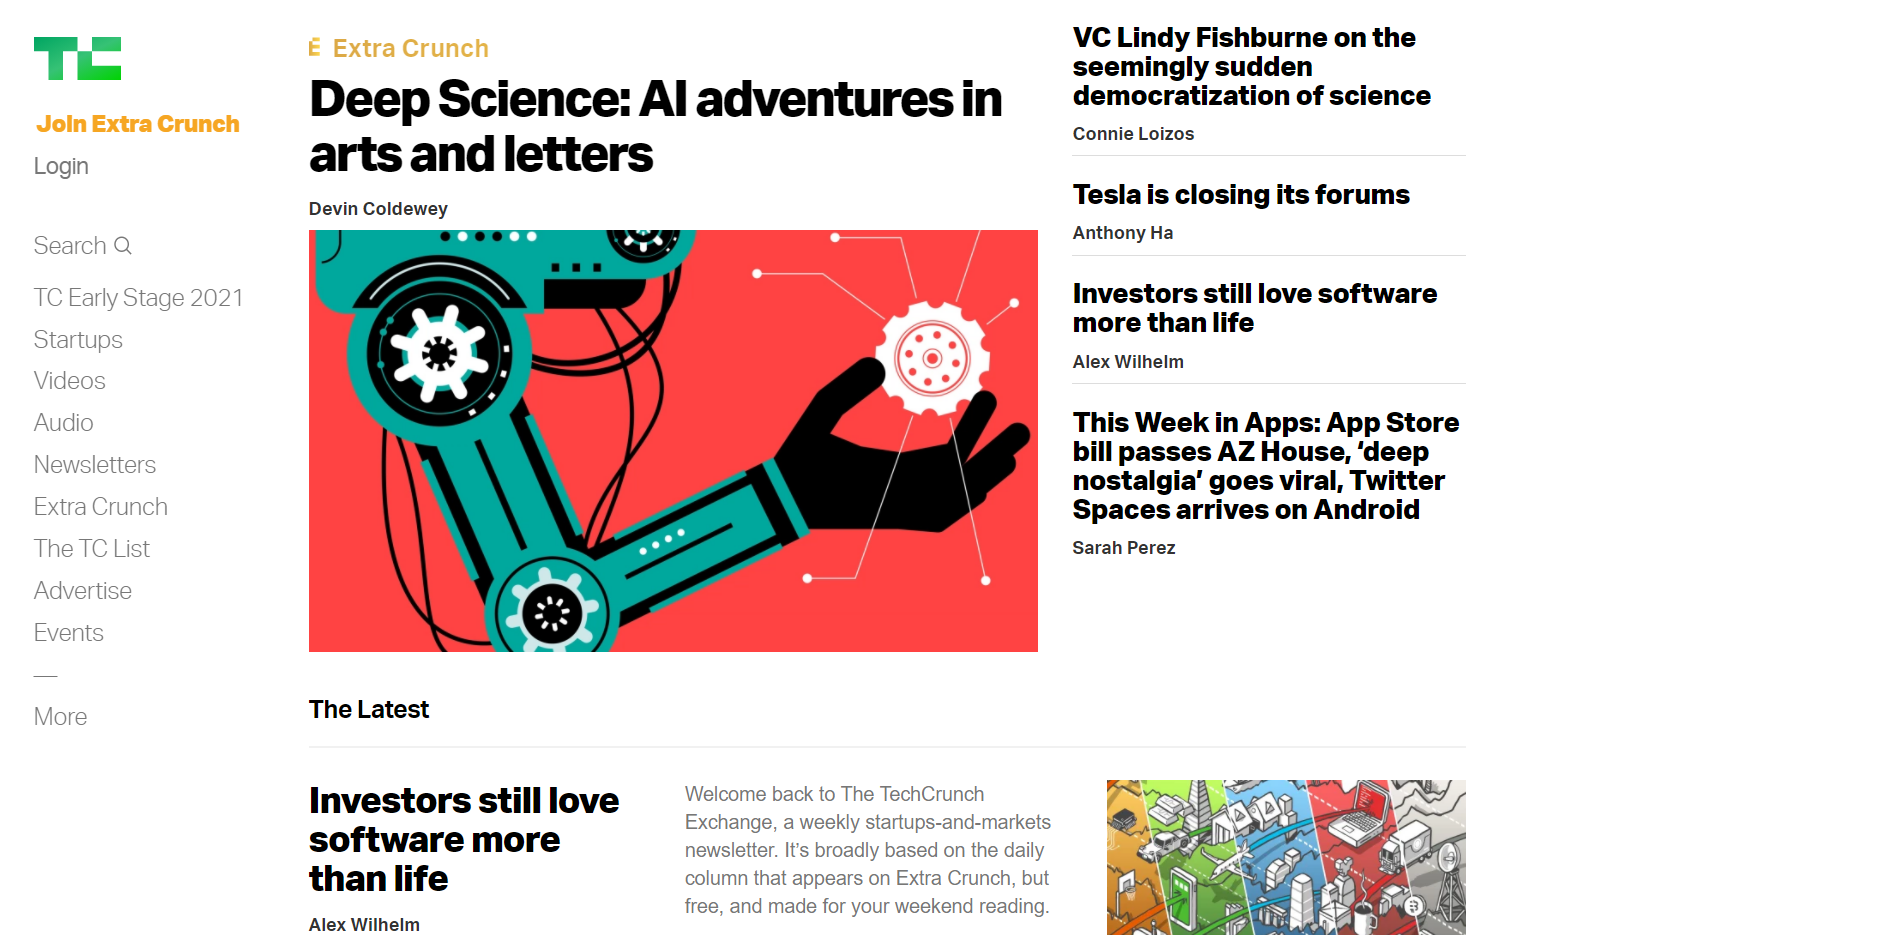 TC
Join Extra Crunch
Login
Search
TC Early Stage 2021
Startups
Videos
Audio
Newsletters
Extra Crunch
The TC List
Advertise
Events
—
More
Extra Crunch
Deep Science: AI adventures in
arts and letters
Devin Coldewey
VC Lindy Fishburne on the
seemingly sudden
democratization of science
Connie Loizos
Tesla is closing its forums
Anthony Ha
Investors still love software
more than life
Alex Wilhelm
This Week in Apps: App Store
bill passes AZ House, ‘deep
nostalgia’ goes viral, Twitter
Spaces arrives on Android
Sarah Perez
The Latest
Investors still love
software more
than life
Alex Wilhelm
Welcome back to The TechCrunch
Exchange, a weekly startups-and-markets
newsletter. It’s broadly based on the daily
column that appears on Extra Crunch, but
free, and made for your weekend reading.